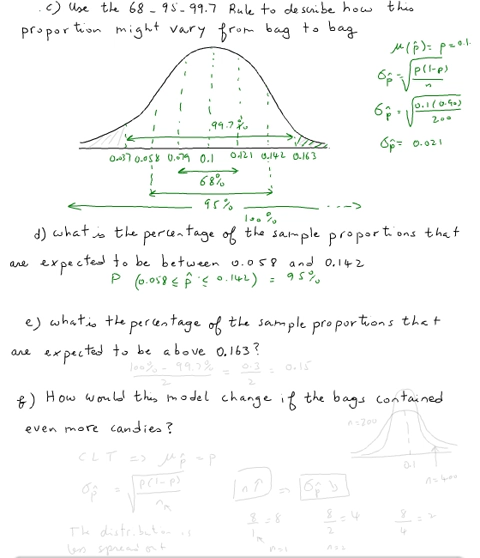 c) Use the 68-95-99.7 Rule to describe how this
proportion might vary from bag to bag
μ(p̂) = p = 0.1
σp̂ = √(p(1-p)/n)
σp̂ = √(0.1(0.90)/200)
σp̂ = 0.021
99.7%
0.037 0.058 0.079 0.1 0.121 0.142 0.163
68%
95%
100%
d) what is the percentage of the sample proportions that
are expected to be between 0.058 and 0.142
P (0.058 ≤ p̂ ≤ 0.142) = 95%
e) what is the percentage of the sample proportions that
are expected to be above 0.163?
100% - 99.7% / 2 = 0.3 / 2 = 0.15
f) How would this model change if the bags contained
even more candies?
n=200
0.1
n=400
CLT => μp̂ = p
σp̂ = √(p(1-p)/n) n↑ => σp̂ ↓
8/1 = 8 8/2 = 4 8/4 = 2
n=1 n=2
The distribution is
less spread out